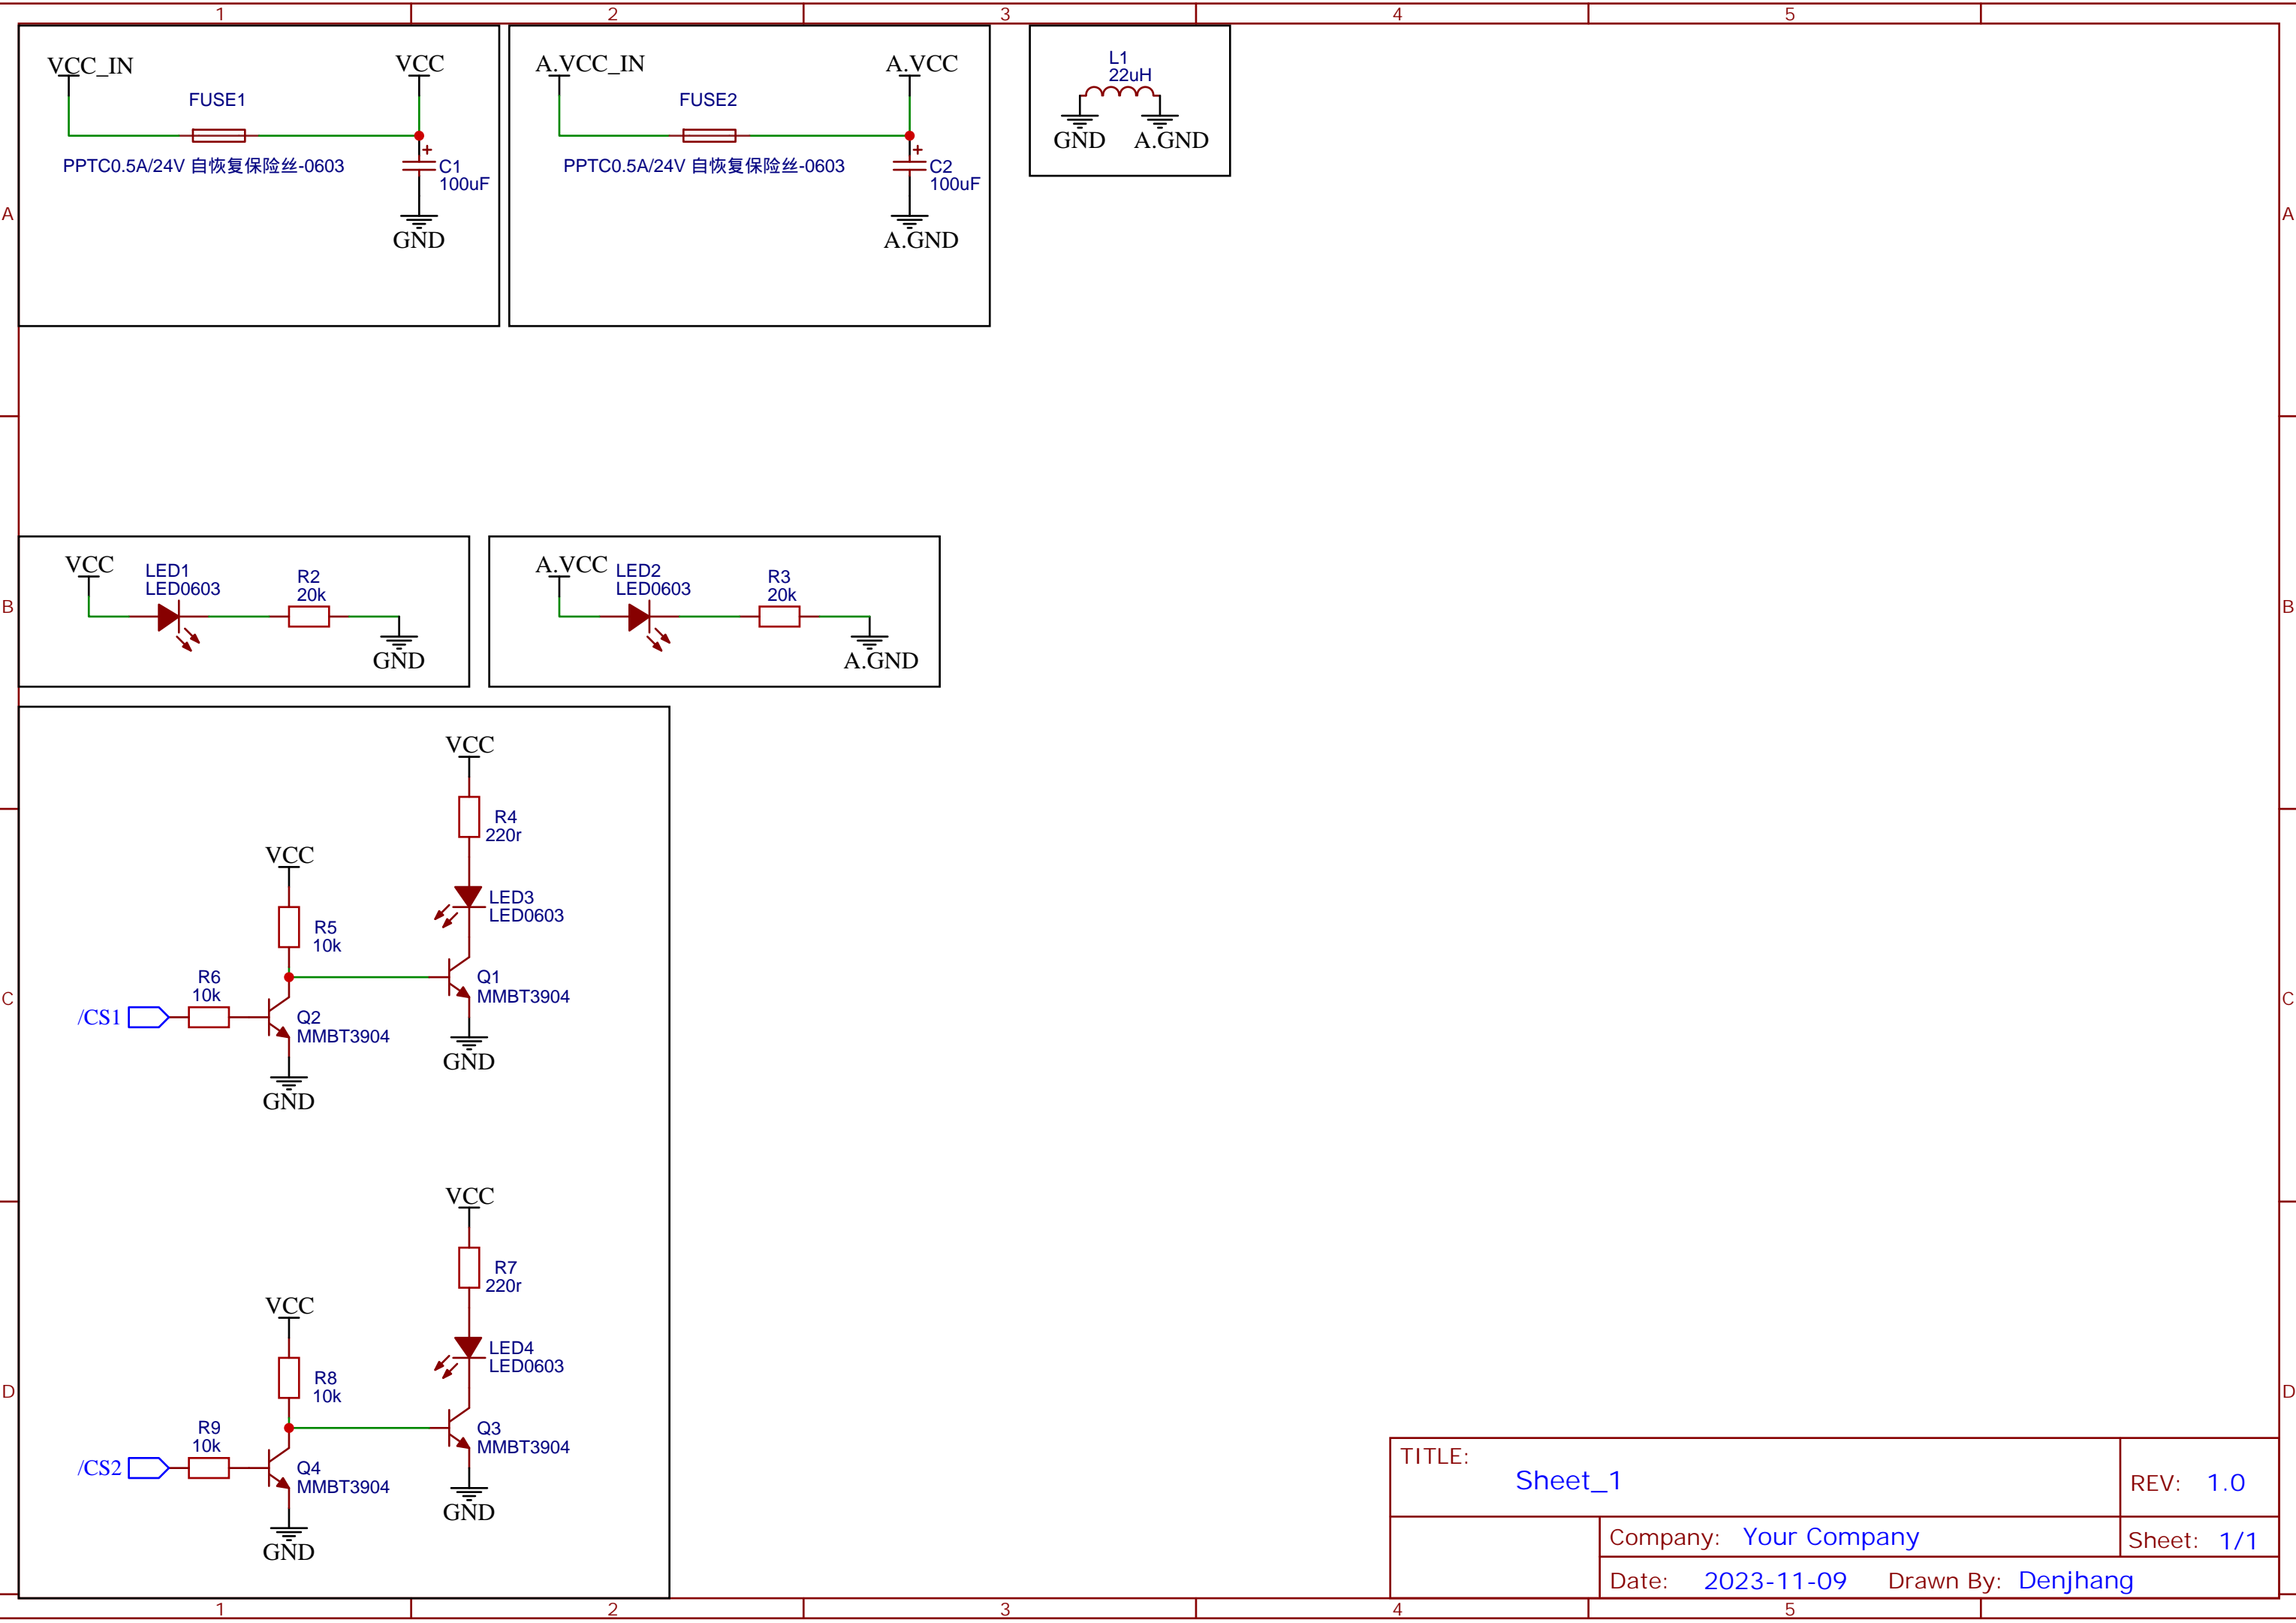 1 2 3 4 5
VCC_IN
VCC
FUSE1
PPTC0.5A/24V 自恢复保险丝-0603
C1
100uF
GND
A.VCC_IN
A.VCC
FUSE2
PPTC0.5A/24V 自恢复保险丝-0603
C2
100uF
A.GND
L1
22uH
GND
A.GND
A
A
VCC
LED1
LED0603
R2
20k
GND
A.VCC
LED2
LED0603
R3
20k
A.GND
B
B
VCC
R4
220r
VCC
LED3
LED0603
R5
10k
R6
10k
Q1
MMBT3904
/CS1
Q2
MMBT3904
GND
GND
C
C
VCC
R7
220r
VCC
LED4
LED0603
R8
10k
R9
10k
Q3
MMBT3904
/CS2
Q4
MMBT3904
GND
GND
D
D
TITLE:
Sheet_1
REV: 1.0
Company: Your Company
Sheet: 1/1
Date: 2023-11-09 Drawn By: Denjhang
1 2 3 4 5